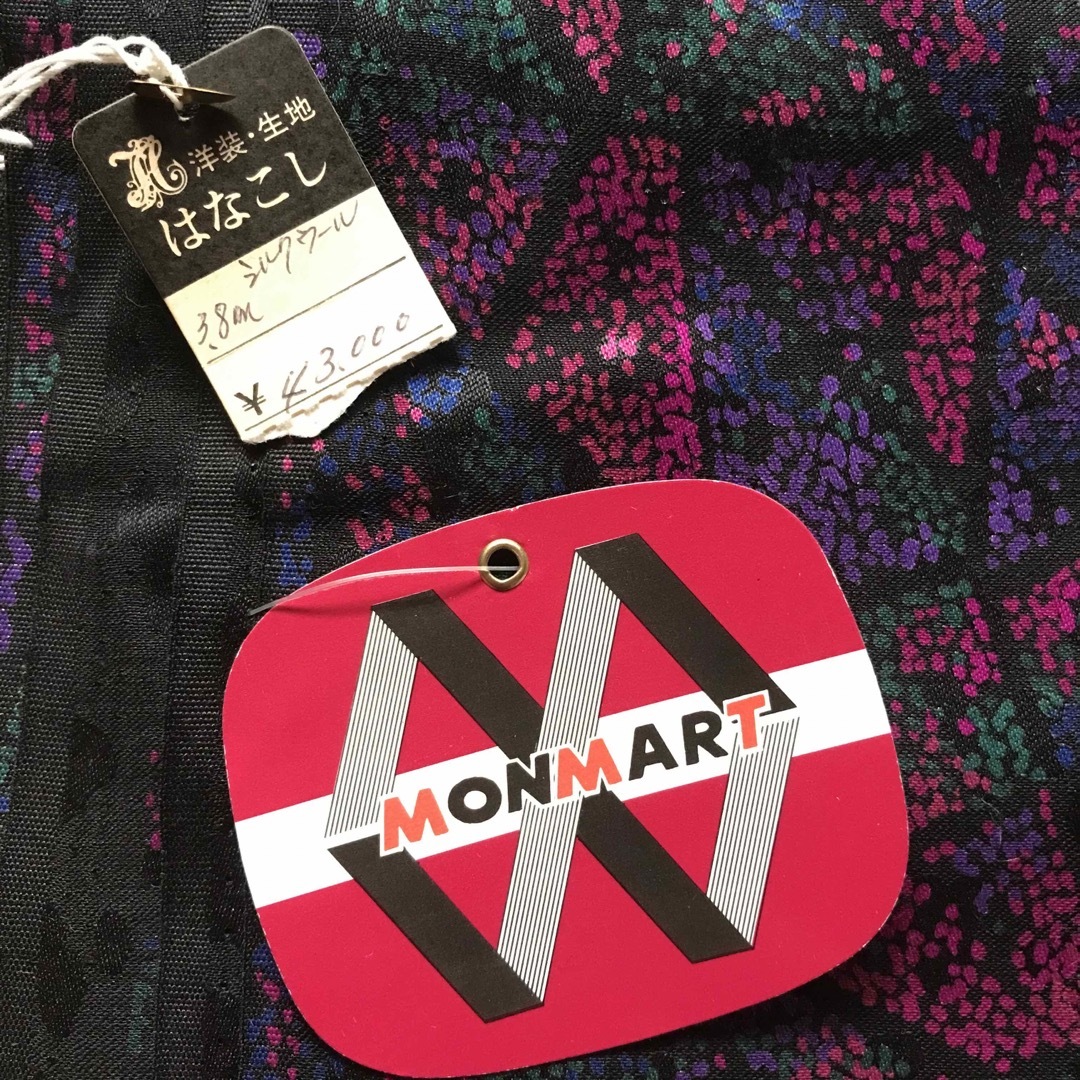 洋装・生地
はなこし
シルクウール
3.8m
¥43.000
MONMART